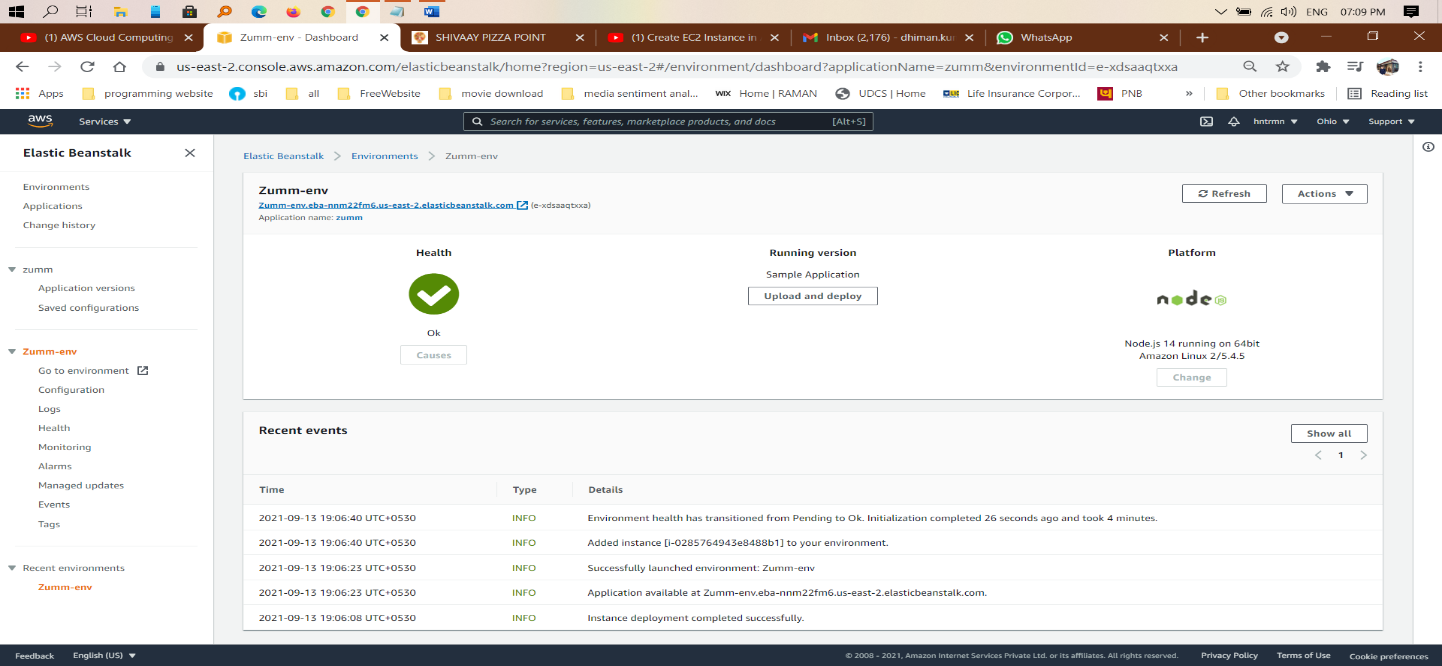 ENG 07:09 PM
(1) AWS Cloud Computing
Zumm-env - Dashboard
SHIVAAY PIZZA POINT
(1) Create EC2 Instance in
Inbox (2,176) - dhiman.ku
WhatsApp
us-east-2.console.aws.amazon.com/elasticbeanstalk/home?region=us-east-2#/environment/dashboard?applicationName=zumm&environmentId=e-xdsaaqtxxa
Apps programming website sbi all FreeWebsite movie download media sentiment anal... WIX Home | RAMAN UDCS | Home Life Insurance Corpor... PNB » Other bookmarks Reading list
aws Services Search for services, features, marketplace products, and docs [Alt+S] hntrmn Ohio Support
Elastic Beanstalk
Environments
Applications
Change history
zumm
Application versions
Saved configurations
Zumm-env
Go to environment
Configuration
Logs
Health
Monitoring
Alarms
Managed updates
Events
Tags
Recent environments
Zumm-env
Elastic Beanstalk > Environments > Zumm-env
Zumm-env
Zumm-env.eba-nnm22fm6.us-east-2.elasticbeanstalk.com (e-xdsaaqtxxa)
Application name: zumm
Refresh
Actions
Health
Ok
Causes
Running version
Sample Application
Upload and deploy
Platform
node JS
Node.js 14 running on 64bit
Amazon Linux 2/5.4.5
Change
Recent events
Show all
< 1 >
Time Type Details
2021-09-13 19:06:40 UTC+0530 INFO Environment health has transitioned from Pending to Ok. Initialization completed 26 seconds ago and took 4 minutes.
2021-09-13 19:06:40 UTC+0530 INFO Added instance [i-0285764943e8488b1] to your environment.
2021-09-13 19:06:23 UTC+0530 INFO Successfully launched environment: Zumm-env
2021-09-13 19:06:23 UTC+0530 INFO Application available at Zumm-env.eba-nnm22fm6.us-east-2.elasticbeanstalk.com.
2021-09-13 19:06:08 UTC+0530 INFO Instance deployment completed successfully.
Feedback English (US) © 2008 - 2021, Amazon Internet Services Private Ltd. or its affiliates. All rights reserved. Privacy Policy Terms of Use Cookie preferences